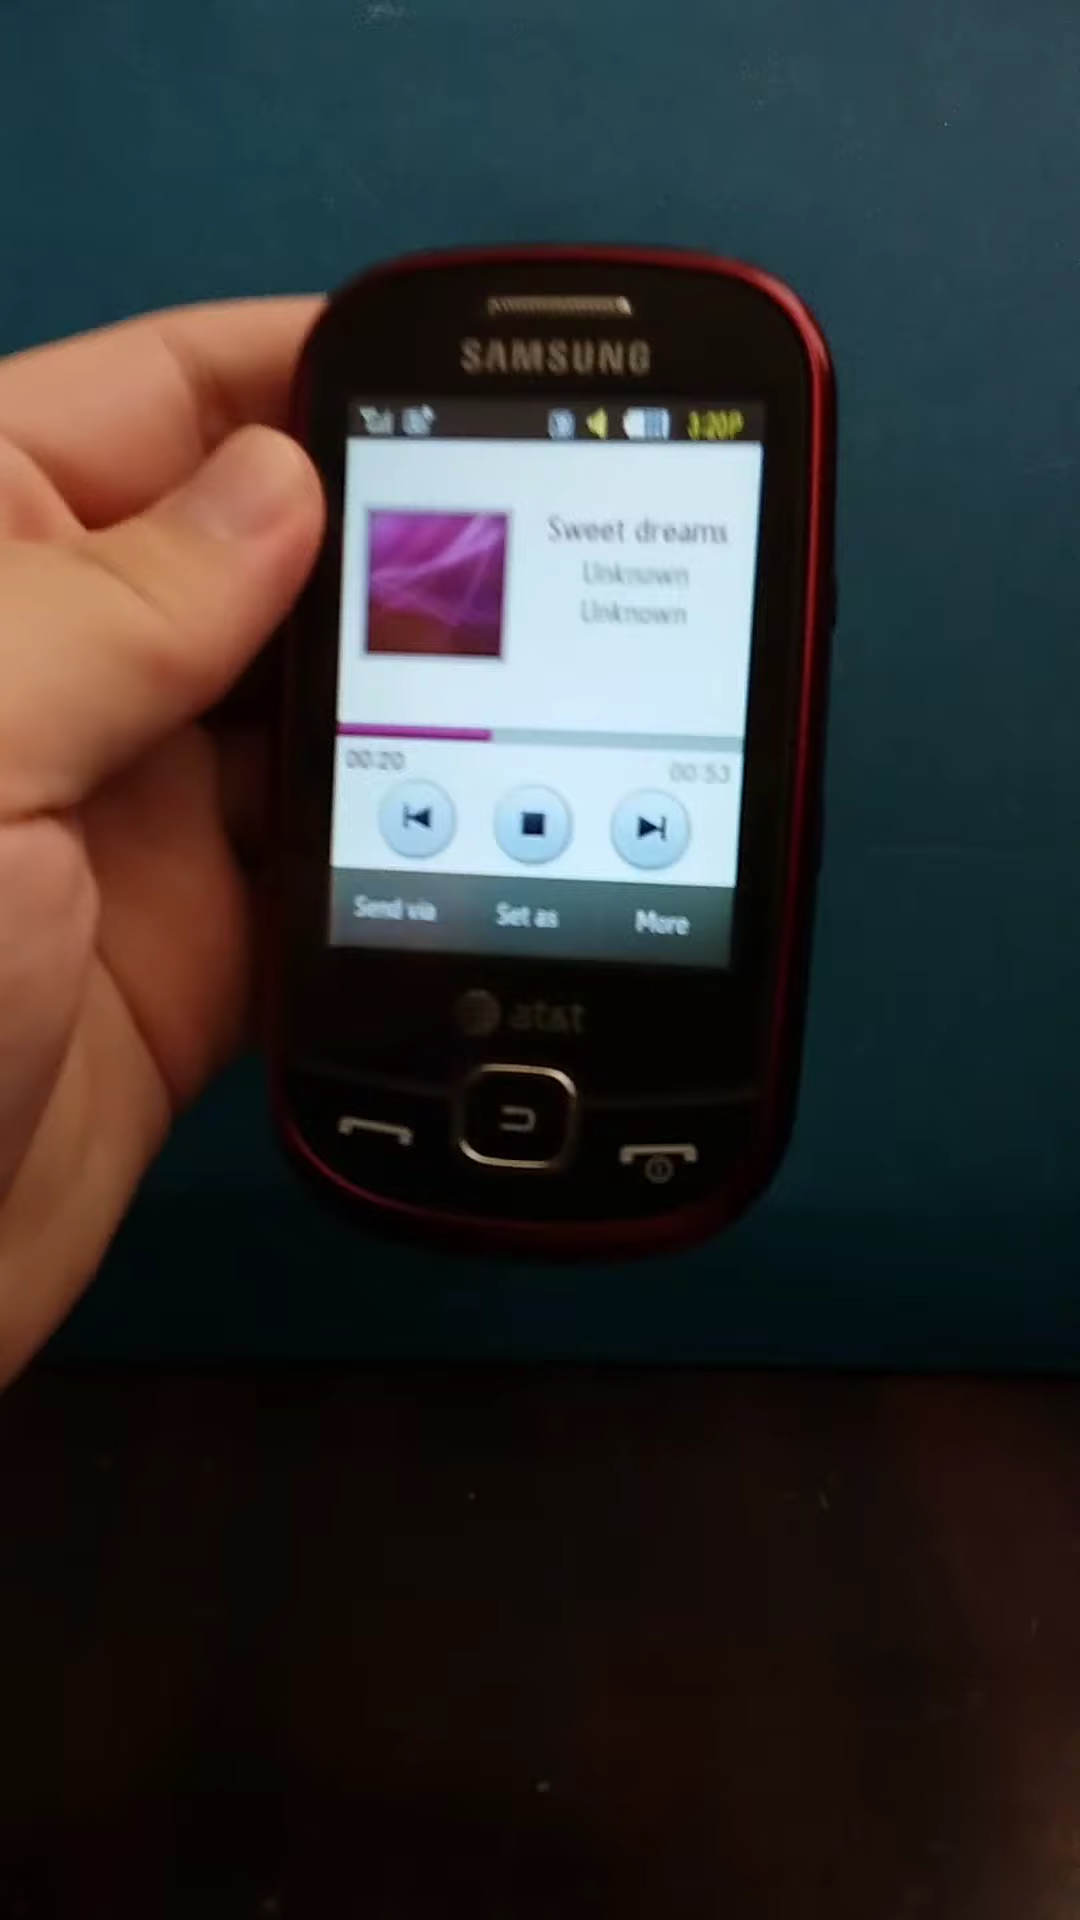 SAMSUNG
3:20P
Sweet dreams
Unknown
Unknown
00:20
00:53
Send via
Set as
More
at&t